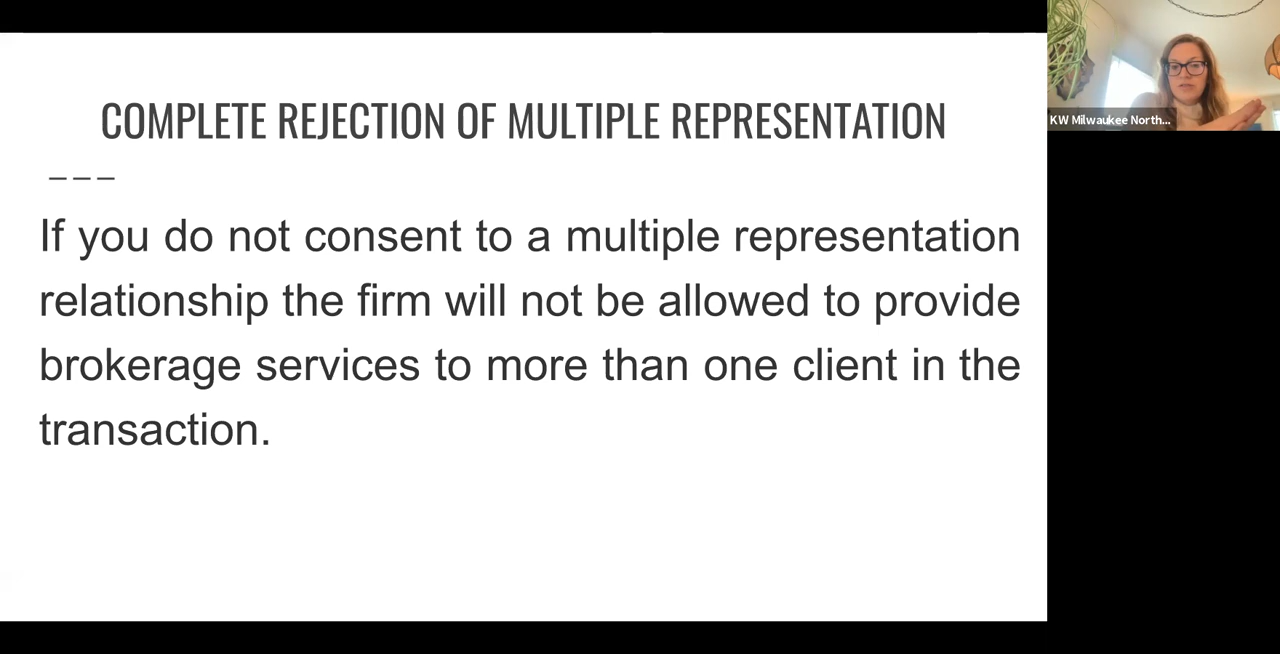 COMPLETE REJECTION OF MULTIPLE REPRESENTATION
If you do not consent to a multiple representation
relationship the firm will not be allowed to provide
brokerage services to more than one client in the
transaction.
KW Milwaukee North...